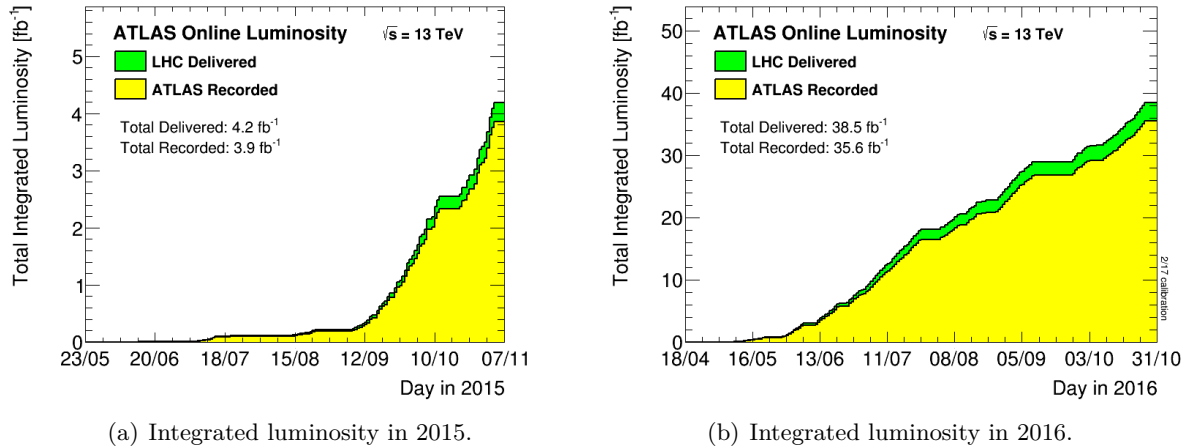 Total Integrated Luminosity [fb⁻¹]
ATLAS Online Luminosity √s = 13 TeV
LHC Delivered
ATLAS Recorded
Total Delivered: 4.2 fb⁻¹
Total Recorded: 3.9 fb⁻¹
5
4
3
2
1
0
23/05 20/06 18/07 15/08 12/09 10/10 07/11
Day in 2015
(a) Integrated luminosity in 2015.
Total Integrated Luminosity [fb⁻¹]
ATLAS Online Luminosity √s = 13 TeV
LHC Delivered
ATLAS Recorded
Total Delivered: 38.5 fb⁻¹
Total Recorded: 35.6 fb⁻¹
50
40
30
20
10
0
2/17 calibration
18/04 16/05 13/06 11/07 08/08 05/09 03/10 31/10
Day in 2016
(b) Integrated luminosity in 2016.